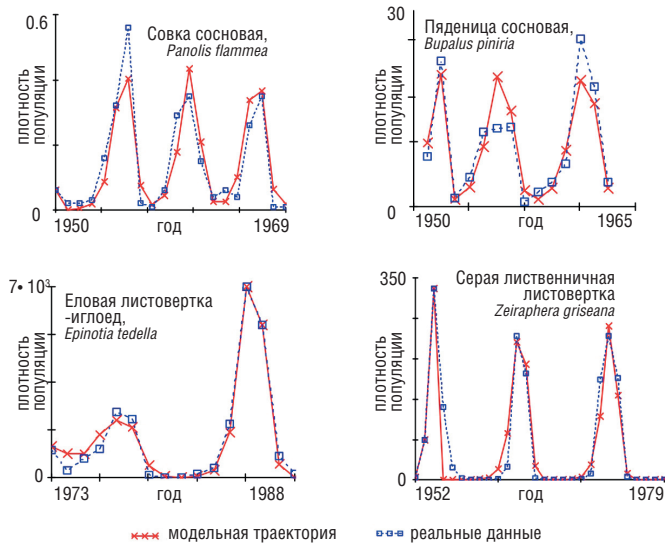 0.6
Совка сосновая,
Panolis flammea
плотность
популяции
0
1950
год
1969
30
Пяденица сосновая,
Bupalus piniria
плотность
популяции
0
1950
год
1965
7• 10³
Еловая листовертка
-иглоед,
Epinotia tedella
плотность
популяции
0
1973
год
1988
350
Серая лиственничная
листовертка
Zeiraphera griseana
плотность
популяции
0
1952
год
1979
модельная траектория
реальные данные